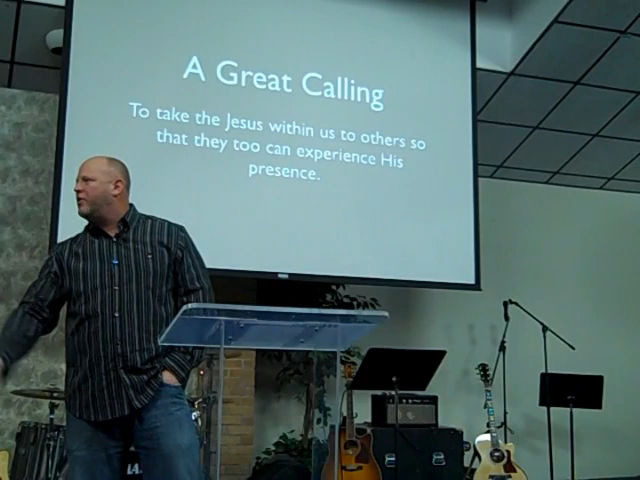 A Great Calling
To take the Jesus within us to others so
that they too can experience His
presence.